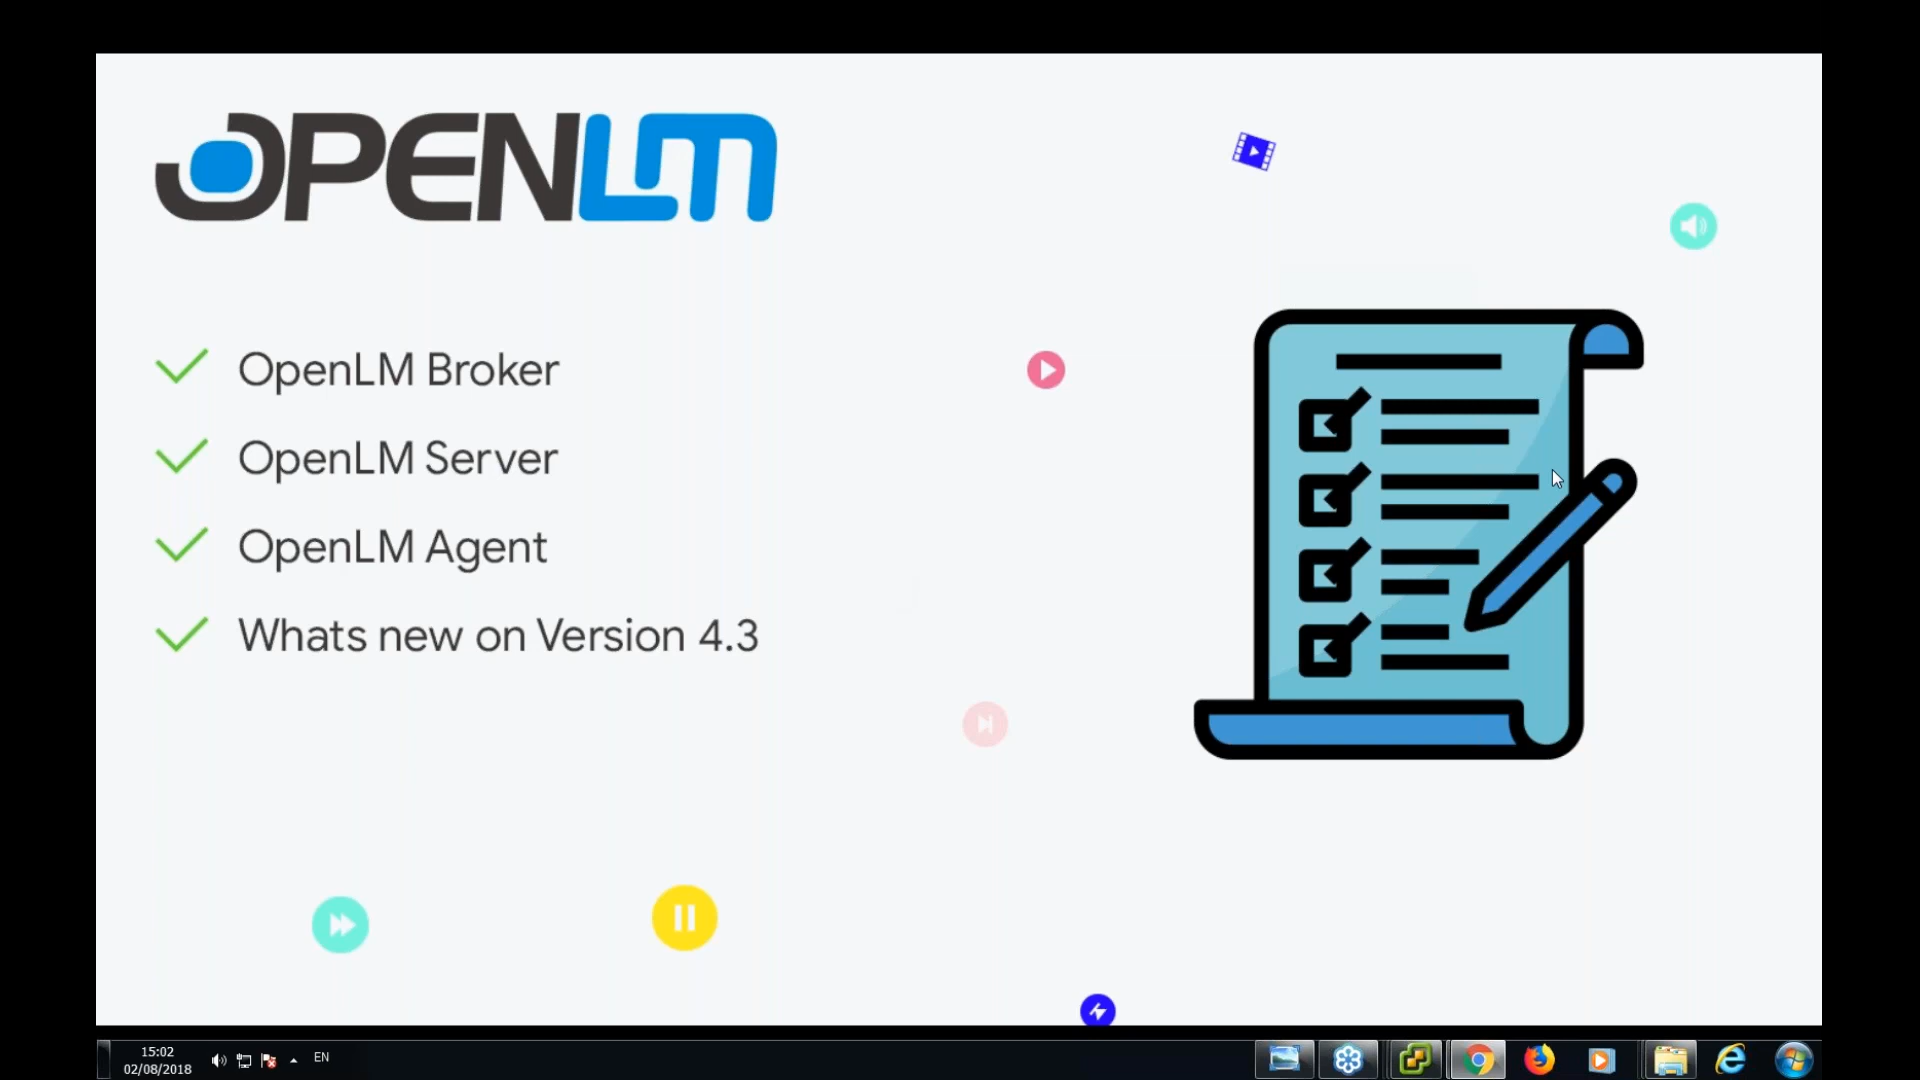 OPENLM
OpenLM Broker
OpenLM Server
OpenLM Agent
Whats new on Version 4.3
15:02
02/08/2018
EN